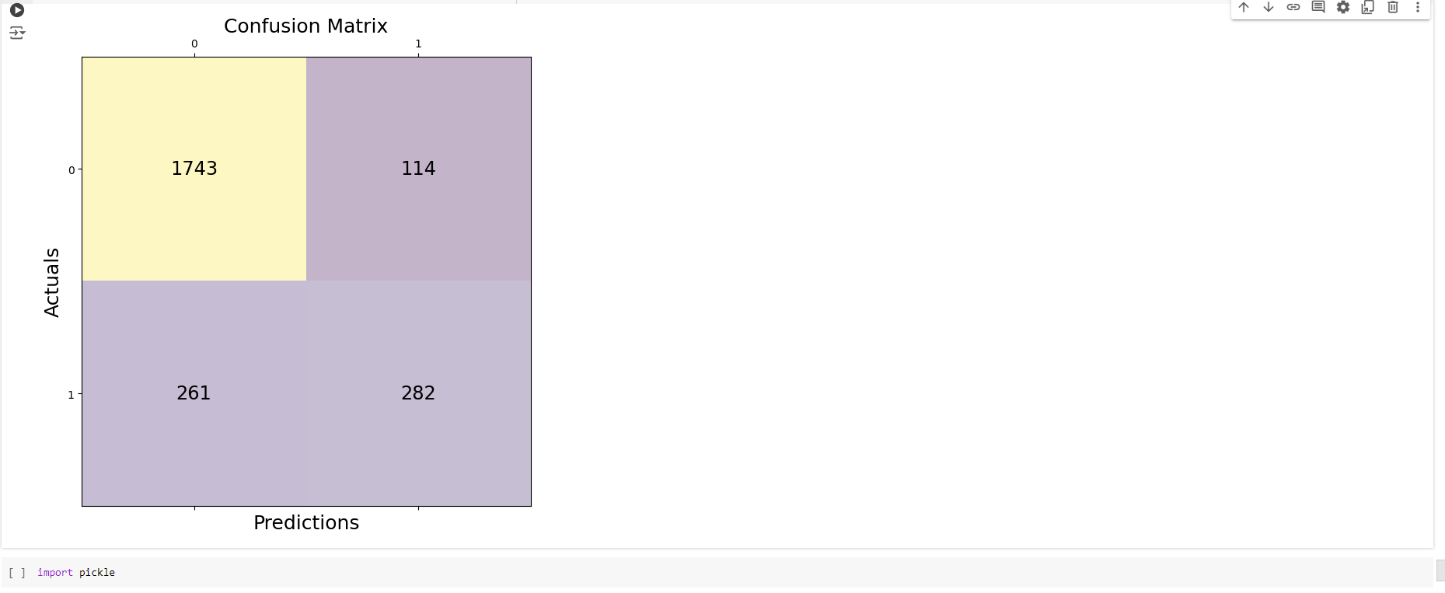 Confusion Matrix
0 1
0
1743 114
Actuals
1
261 282
Predictions
[ ] import pickle